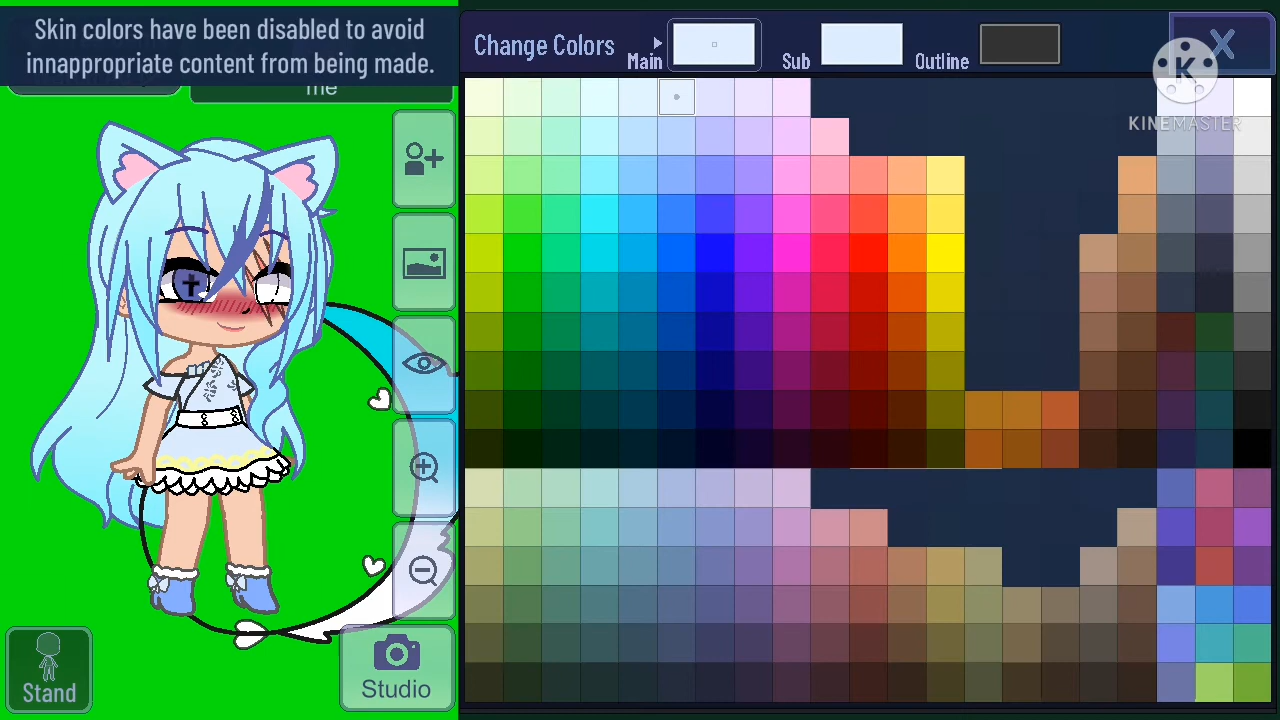 Skin colors have been disabled to avoid
innappropriate content from being made.
me
Change Colors
Main
Sub
Outline
X
K
KINEMASTER
Stand
Studio